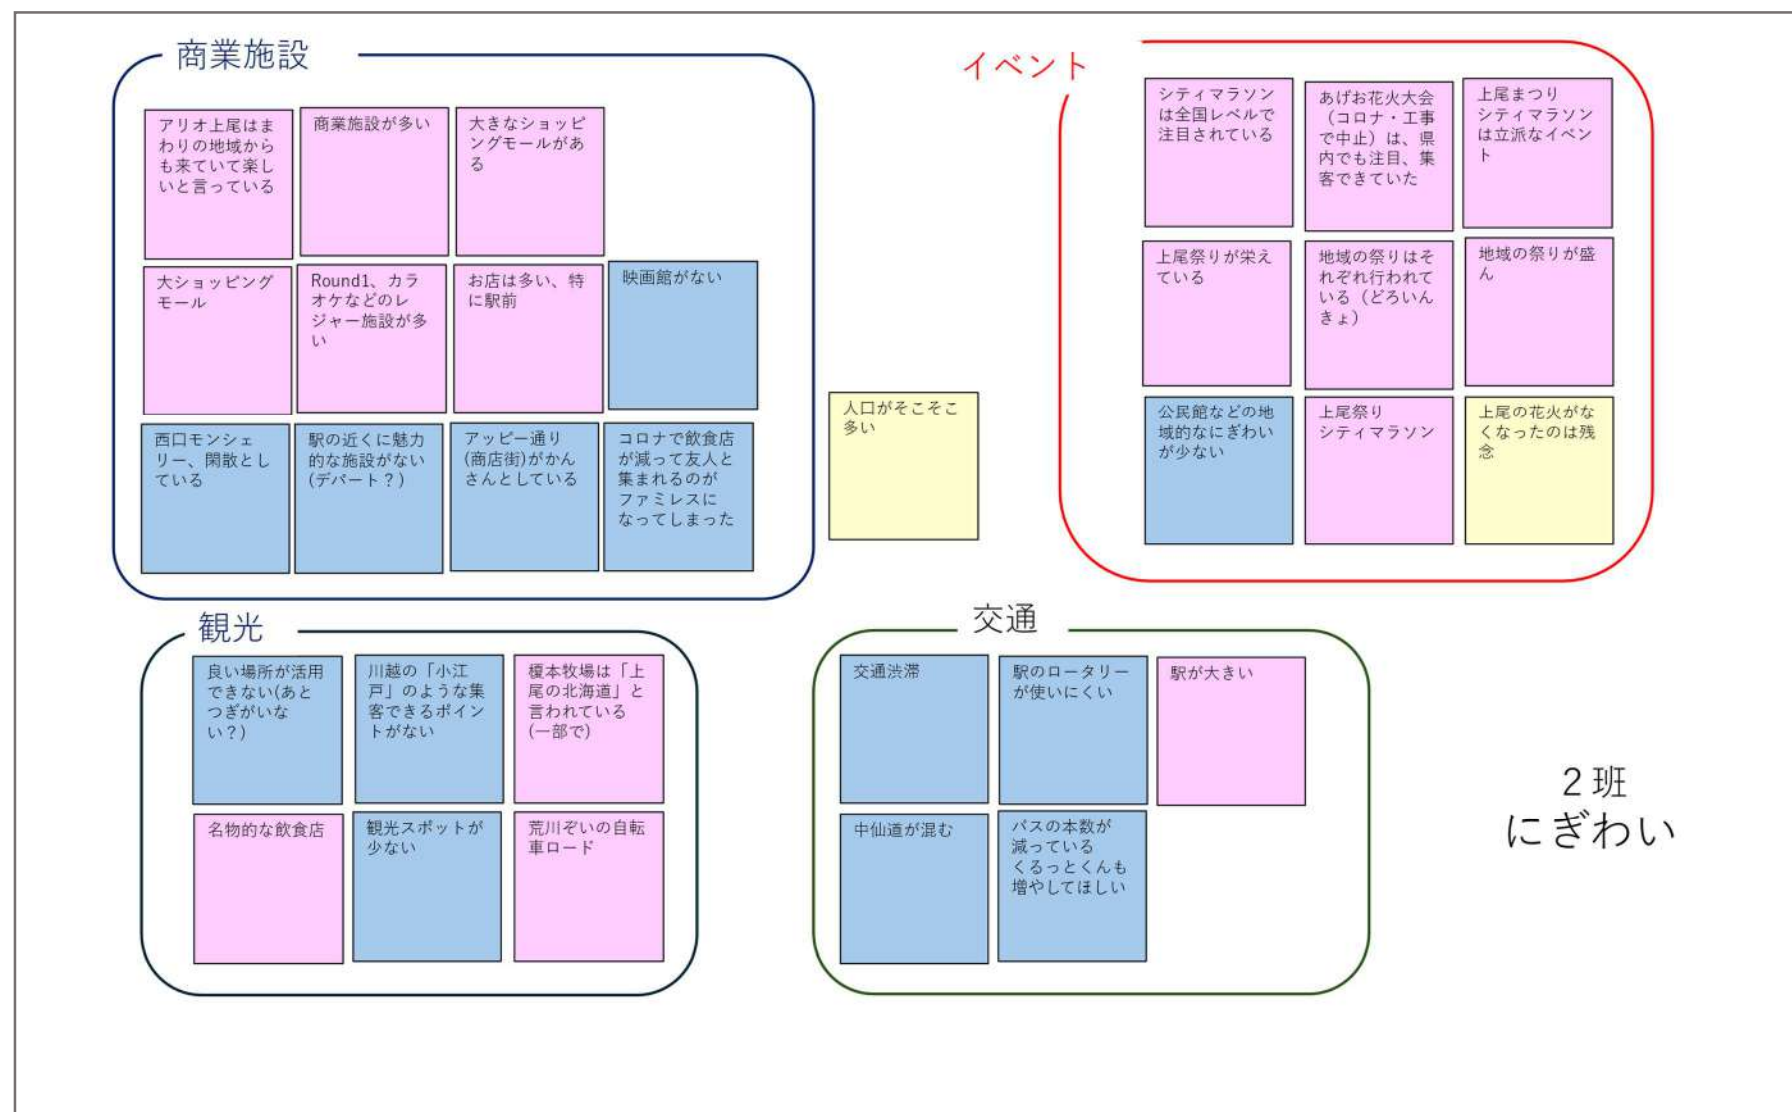 商業施設
アリオ上尾はま
わりの地域から
も来ていて楽し
いと言っている
商業施設が多い
大きなショッピ
ングモールがあ
る
大ショッピング
モール
Round1、カラ
オケなどのレ
ジャー施設が多
い
お店は多い、特
に駅前
映画館がない
西口モンシェ
リー、閑散とし
ている
駅の近くに魅力
的な施設がない
(デパート？)
アッピー通り
(商店街)がかん
さんとしている
コロナで飲食店
が減って友人と
集まれるのが
ファミレスに
なってしまった
人口がそこそこ
多い
イベント
シティマラソン
は全国レベルで
注目されている
あげお花火大会
（コロナ・工事
で中止）は、県
内でも注目、集
客できていた
上尾まつり
シティマラソン
は立派なイベン
ト
上尾祭りが栄え
ている
地域の祭りはそ
れぞれ行われて
いる（どろいん
きょ）
地域の祭りが盛
ん
公民館などの地
域的なにぎわい
が少ない
上尾祭り
シティマラソン
上尾の花火がな
くなったのは残
念
観光
良い場所が活用
できない(あと
つぎがいな
い？)
川越の「小江
戸」のような集
客できるポイン
トがない
榎本牧場は「上
尾の北海道」と
言われている
(一部で)
名物的な飲食店
観光スポットが
少ない
荒川ぞいの自転
車ロード
交通
交通渋滞
駅のロータリー
が使いにくい
駅が大きい
中仙道が混む
バスの本数が
減っている
くるっとくんも
増やしてほしい
２班
にぎわい